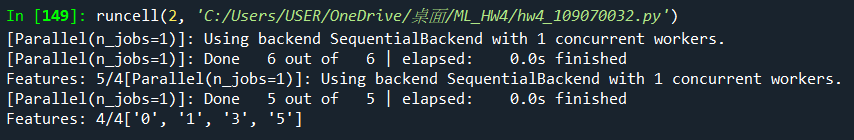 In [149]: runcell(2, 'C:/Users/USER/OneDrive/桌面/ML_HW4/hw4_109070032.py')
[Parallel(n_jobs=1)]: Using backend SequentialBackend with 1 concurrent workers.
[Parallel(n_jobs=1)]: Done   6 out of   6 | elapsed:    0.0s finished
Features: 5/4[Parallel(n_jobs=1)]: Using backend SequentialBackend with 1 concurrent workers.
[Parallel(n_jobs=1)]: Done   5 out of   5 | elapsed:    0.0s finished
Features: 4/4['0', '1', '3', '5']